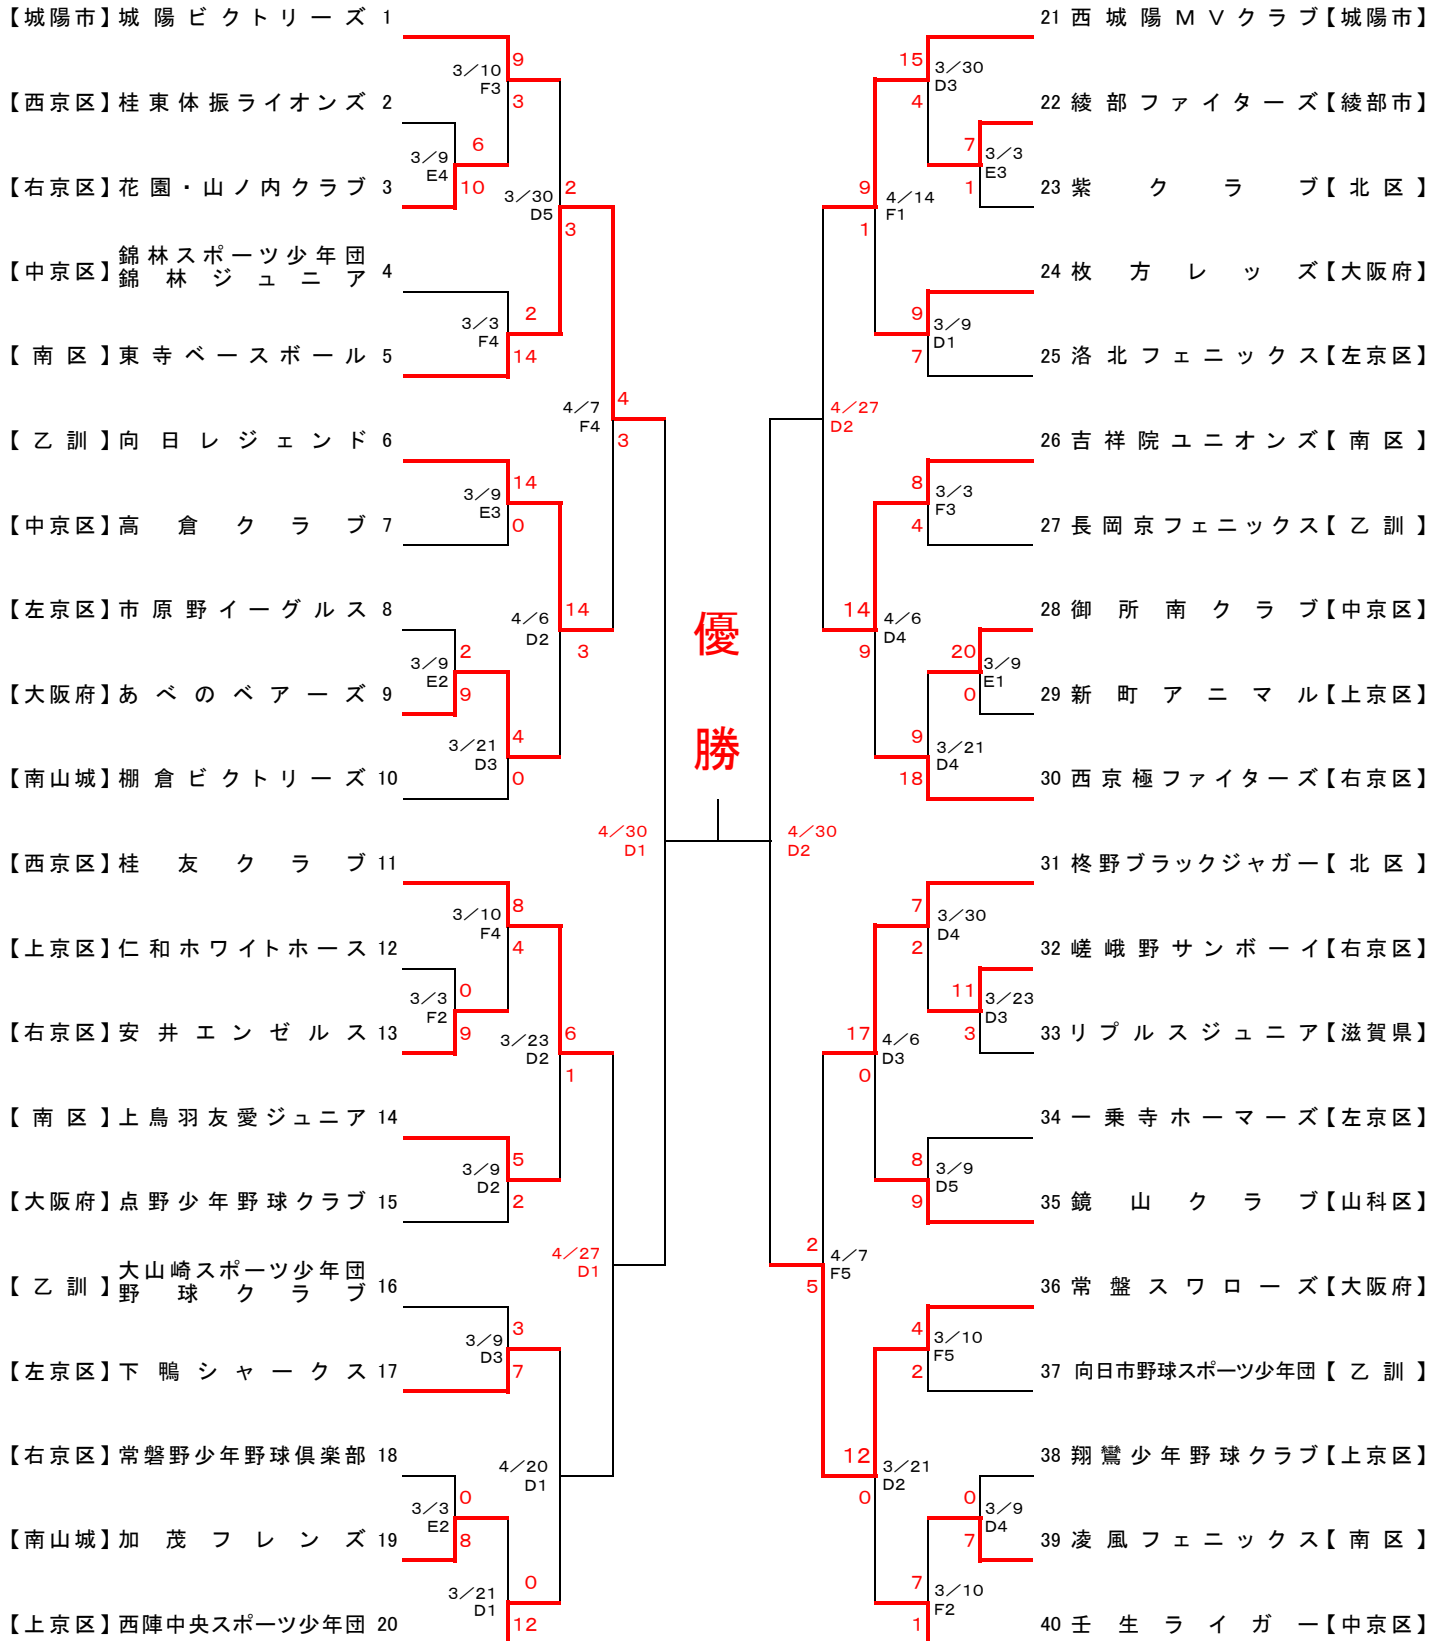 【城陽市】城陽ビクトリーズ 1
9
3／10
F3
3
【西京区】桂東体振ライオンズ 2
6
3／9
E4
10
【右京区】花園・山ノ内クラブ 3
3／30
D5
2
3
【中京区】錦林スポーツ少年団
錦林ジュニア 4
2
3／3
F4
14
【南区】東寺ベースボール 5
4／7
F4
4
3
【乙訓】向日レジェンド 6
14
3／9
E3
0
【中京区】高倉クラブ 7
【左京区】市原野イーグルス 8
4／6
D2
14
3
3／9
E2
2
9
【大阪府】あべのベアーズ 9
3／21
D3
4
0
【南山城】棚倉ビクトリーズ 10
4／30
D1
【西京区】桂友クラブ 11
3／10
F4
8
4
【上京区】仁和ホワイトホース 12
3／3
F2
0
9
【右京区】安井エンゼルス 13
3／23
D2
6
1
【南区】上鳥羽友愛ジュニア 14
3／9
D2
5
2
【大阪府】点野少年野球クラブ 15
4／27
D1
【乙訓】大山崎スポーツ少年団
野球クラブ 16
3／9
D3
3
7
【左京区】下鴨シャークス 17
【右京区】常磐野少年野球倶楽部 18
4／20
D1
3／3
E2
0
8
【南山城】加茂フレンズ 19
3／21
D1
0
12
【上京区】西陣中央スポーツ少年団 20
優
勝
21 西城陽MVクラブ【城陽市】
15
3／30
D3
4
22 綾部ファイターズ【綾部市】
7
3／3
E3
1
23 紫クラブ【北区】
9
4／14
F1
1
24 枚方レッズ【大阪府】
9
3／9
D1
7
25 洛北フェニックス【左京区】
4／27
D2
26 吉祥院ユニオンズ【南区】
8
3／3
F3
4
27 長岡京フェニックス【乙訓】
28 御所南クラブ【中京区】
14
4／6
D4
9
20
3／9
E1
0
29 新町アニマル【上京区】
9
3／21
D4
18
30 西京極ファイターズ【右京区】
4／30
D2
31 柊野ブラックジャガー【北区】
7
3／30
D4
2
32 嵯峨野サンボーイ【右京区】
11
3／23
D3
3
33 リプルスジュニア【滋賀県】
17
4／6
D3
0
34 一乗寺ホーマーズ【左京区】
8
3／9
D5
9
35 鏡山クラブ【山科区】
2
4／7
F5
5
36 常盤スワローズ【大阪府】
4
3／10
F5
2
37 向日市野球スポーツ少年団【乙訓】
38 翔鸞少年野球クラブ【上京区】
12
3／21
D2
0
0
3／9
D4
7
39 凌風フェニックス【南区】
7
3／10
F2
1
40 壬生ライガー【中京区】